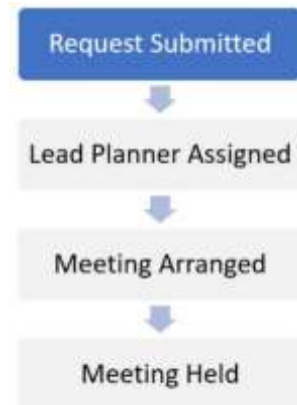 Request Submitted
Lead Planner Assigned
Meeting Arranged
Meeting Held